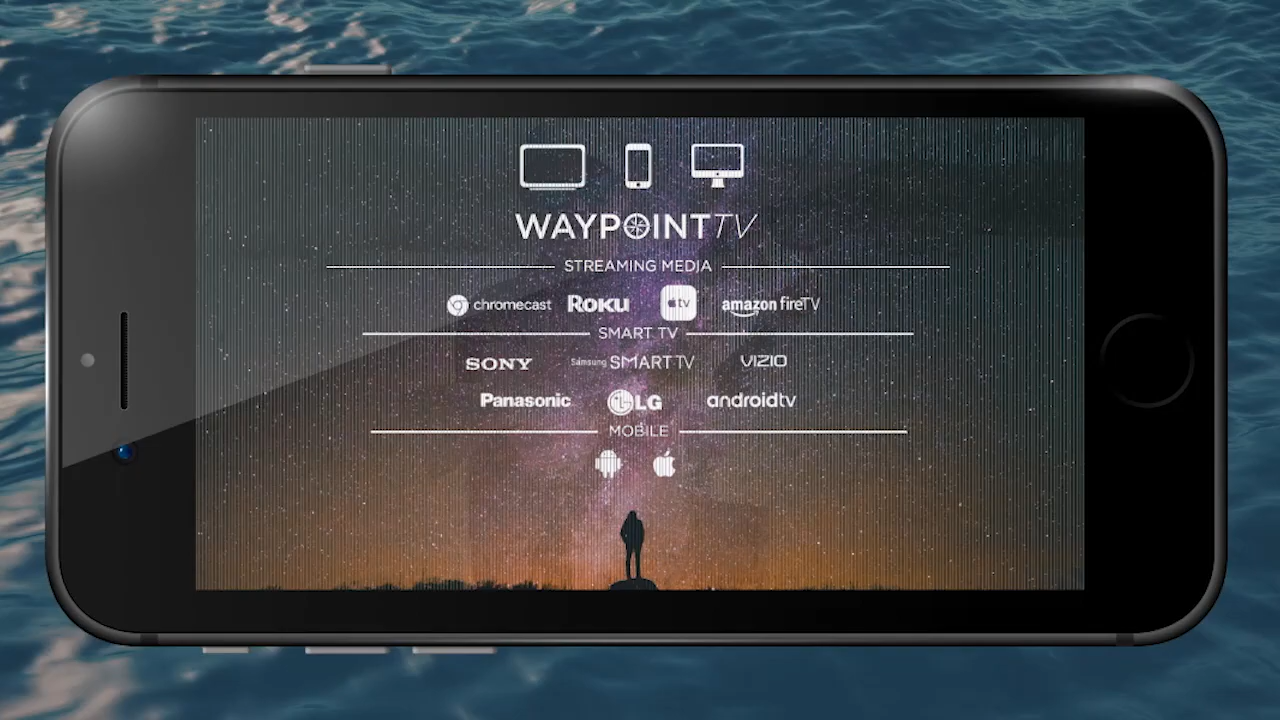 WAYPOINTTV
STREAMING MEDIA
chromecast ROKU tv amazon fireTV
SMART TV
SONY Samsung SMART TV VIZIO
Panasonic LG androidtv
MOBILE